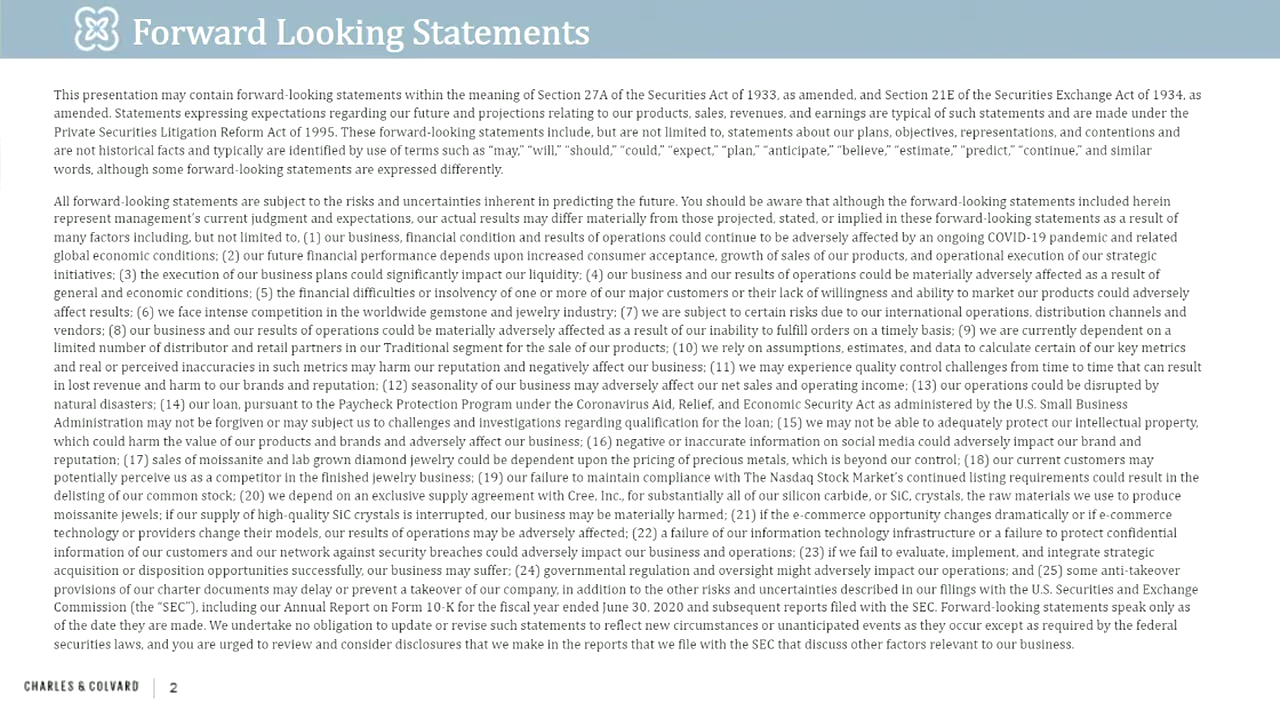 Forward Looking Statements
This presentation may contain forward-looking statements within the meaning of Section 27A of the Securities Act of 1933, as amended, and Section 21E of the Securities Exchange Act of 1934, as
amended. Statements expressing expectations regarding our future and projections relating to our products, sales, revenues, and earnings are typical of such statements and are made under the
Private Securities Litigation Reform Act of 1995. These forward-looking statements include, but are not limited to, statements about our plans, objectives, representations, and contentions and
are not historical facts and typically are identified by use of terms such as “may,” “will,” “should,” “could,” “expect,” “plan,” “anticipate,” “believe,” “estimate,” “predict,” “continue,” and similar
words, although some forward-looking statements are expressed differently.
All forward-looking statements are subject to the risks and uncertainties inherent in predicting the future. You should be aware that although the forward-looking statements included herein
represent management’s current judgment and expectations, our actual results may differ materially from those projected, stated, or implied in these forward-looking statements as a result of
many factors including, but not limited to, (1) our business, financial condition and results of operations could continue to be adversely affected by an ongoing COVID-19 pandemic and related
global economic conditions; (2) our future financial performance depends upon increased consumer acceptance, growth of sales of our products, and operational execution of our strategic
initiatives; (3) the execution of our business plans could significantly impact our liquidity; (4) our business and our results of operations could be materially adversely affected as a result of
general and economic conditions; (5) the financial difficulties or insolvency of one or more of our major customers or their lack of willingness and ability to market our products could adversely
affect results; (6) we face intense competition in the worldwide gemstone and jewelry industry; (7) we are subject to certain risks due to our international operations, distribution channels and
vendors; (8) our business and our results of operations could be materially adversely affected as a result of our inability to fulfill orders on a timely basis; (9) we are currently dependent on a
limited number of distributor and retail partners in our Traditional segment for the sale of our products; (10) we rely on assumptions, estimates, and data to calculate certain of our key metrics
and real or perceived inaccuracies in such metrics may harm our reputation and negatively affect our business; (11) we may experience quality control challenges from time to time that can result
in lost revenue and harm to our brands and reputation; (12) seasonality of our business may adversely affect our net sales and operating income; (13) our operations could be disrupted by
natural disasters; (14) our loan, pursuant to the Paycheck Protection Program under the Coronavirus Aid, Relief, and Economic Security Act as administered by the U.S. Small Business
Administration may not be forgiven or may subject us to challenges and investigations regarding qualification for the loan; (15) we may not be able to adequately protect our intellectual property,
which could harm the value of our products and brands and adversely affect our business; (16) negative or inaccurate information on social media could adversely impact our brand and
reputation; (17) sales of moissanite and lab grown diamond jewelry could be dependent upon the pricing of precious metals, which is beyond our control; (18) our current customers may
potentially perceive us as a competitor in the finished jewelry business; (19) our failure to maintain compliance with The Nasdaq Stock Market’s continued listing requirements could result in the
delisting of our common stock; (20) we depend on an exclusive supply agreement with Cree, Inc., for substantially all of our silicon carbide, or SiC, crystals, the raw materials we use to produce
moissanite jewels; if our supply of high-quality SiC crystals is interrupted, our business may be materially harmed; (21) if the e-commerce opportunity changes dramatically or if e-commerce
technology or providers change their models, our results of operations may be adversely affected; (22) a failure of our information technology infrastructure or a failure to protect confidential
information of our customers and our network against security breaches could adversely impact our business and operations; (23) if we fail to evaluate, implement, and integrate strategic
acquisition or disposition opportunities successfully, our business may suffer; (24) governmental regulation and oversight might adversely impact our operations; and (25) some anti-takeover
provisions of our charter documents may delay or prevent a takeover of our company, in addition to the other risks and uncertainties described in our filings with the U.S. Securities and Exchange
Commission (the “SEC”), including our Annual Report on Form 10-K for the fiscal year ended June 30, 2020 and subsequent reports filed with the SEC. Forward-looking statements speak only as
of the date they are made. We undertake no obligation to update or revise such statements to reflect new circumstances or unanticipated events as they occur except as required by the federal
securities laws, and you are urged to review and consider disclosures that we make in the reports that we file with the SEC that discuss other factors relevant to our business.
CHARLES & COLVARD 2